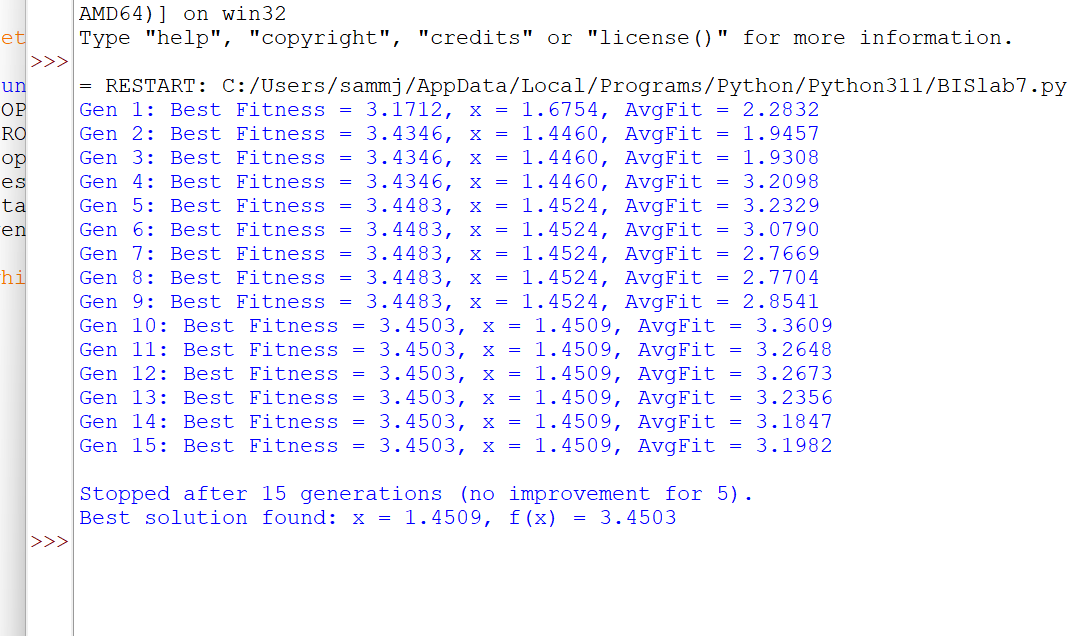 AMD64)] on win32
et
Type "help", "copyright", "credits" or "license()" for more information.
>>>
un
= RESTART: C:/Users/sammj/AppData/Local/Programs/Python/Python311/BISlab7.py
OP
Gen 1: Best Fitness = 3.1712, x = 1.6754, AvgFit = 2.2832
RO
Gen 2: Best Fitness = 3.4346, x = 1.4460, AvgFit = 1.9457
op
Gen 3: Best Fitness = 3.4346, x = 1.4460, AvgFit = 1.9308
es
Gen 4: Best Fitness = 3.4346, x = 1.4460, AvgFit = 3.2098
ta
Gen 5: Best Fitness = 3.4483, x = 1.4524, AvgFit = 3.2329
en
Gen 6: Best Fitness = 3.4483, x = 1.4524, AvgFit = 3.0790
Gen 7: Best Fitness = 3.4483, x = 1.4524, AvgFit = 2.7669
hi
Gen 8: Best Fitness = 3.4483, x = 1.4524, AvgFit = 2.7704
Gen 9: Best Fitness = 3.4483, x = 1.4524, AvgFit = 2.8541
Gen 10: Best Fitness = 3.4503, x = 1.4509, AvgFit = 3.3609
Gen 11: Best Fitness = 3.4503, x = 1.4509, AvgFit = 3.2648
Gen 12: Best Fitness = 3.4503, x = 1.4509, AvgFit = 3.2673
Gen 13: Best Fitness = 3.4503, x = 1.4509, AvgFit = 3.2356
Gen 14: Best Fitness = 3.4503, x = 1.4509, AvgFit = 3.1847
Gen 15: Best Fitness = 3.4503, x = 1.4509, AvgFit = 3.1982
Stopped after 15 generations (no improvement for 5).
Best solution found: x = 1.4509, f(x) = 3.4503
>>>